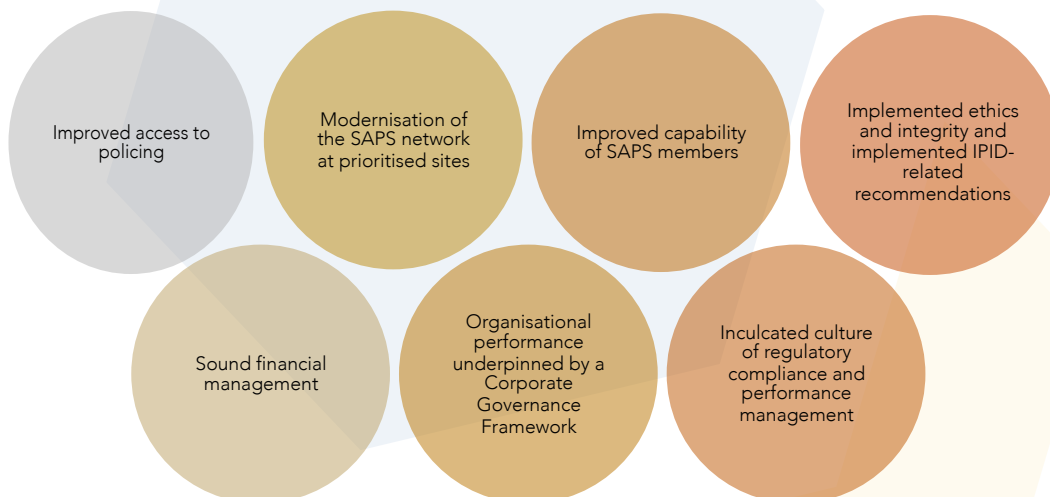 Improved access to
policing
Modernisation of
the SAPS network
at prioritised sites
Improved capability
of SAPS members
Implemented ethics
and integrity and
implemented IPID-
related
recommendations
Sound financial
management
Organisational
performance
underpinned by a
Corporate
Governance
Framework
Inculcated culture
of regulatory
compliance and
performance
management